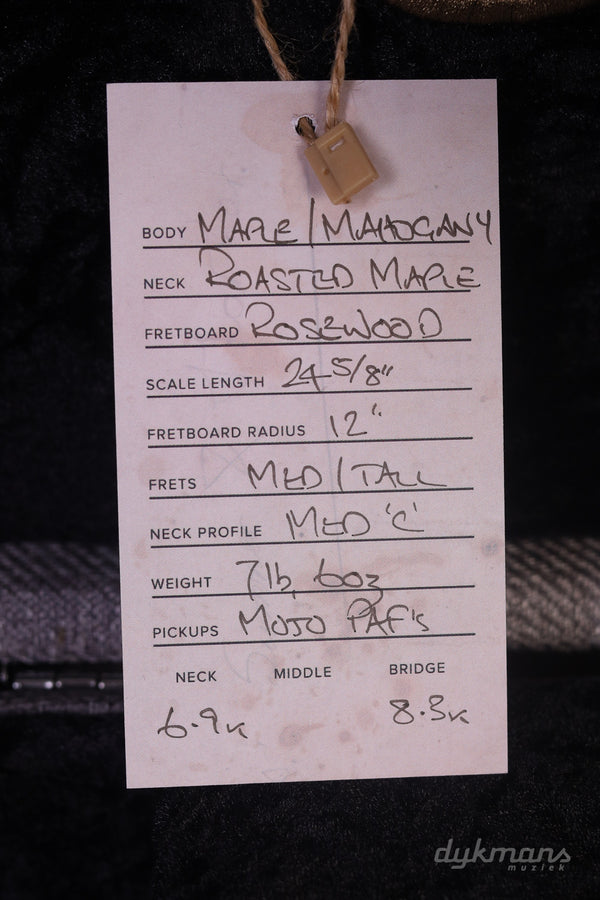 BODY MAPLE/MAHOGANY
NECK ROASTED MAPLE
FRETBOARD ROSEWOOD
SCALE LENGTH 24 5/8"
FRETBOARD RADIUS 12"
FRETS MED/TALL
NECK PROFILE MED 'C'
WEIGHT 7lb, 6oz
PICKUPS MOJO PAF's
NECK MIDDLE BRIDGE
6.9K 8.3K
dykmans
muziek